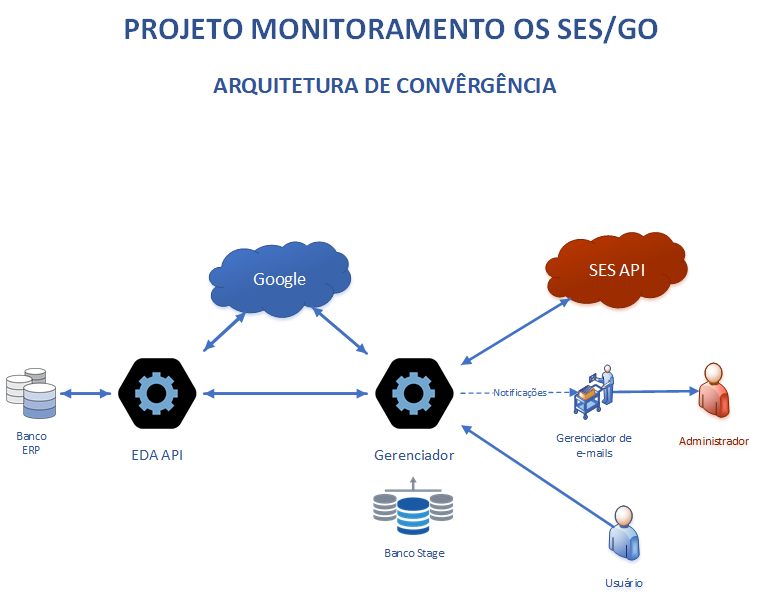 PROJETO MONITORAMENTO OS SES/GO
ARQUITETURA DE CONVÊRGÊNCIA
Google
SES API
Notificações
Banco
ERP
EDA API
Gerenciador
Gerenciador de
e-mails
Administrador
Banco Stage
Usuário